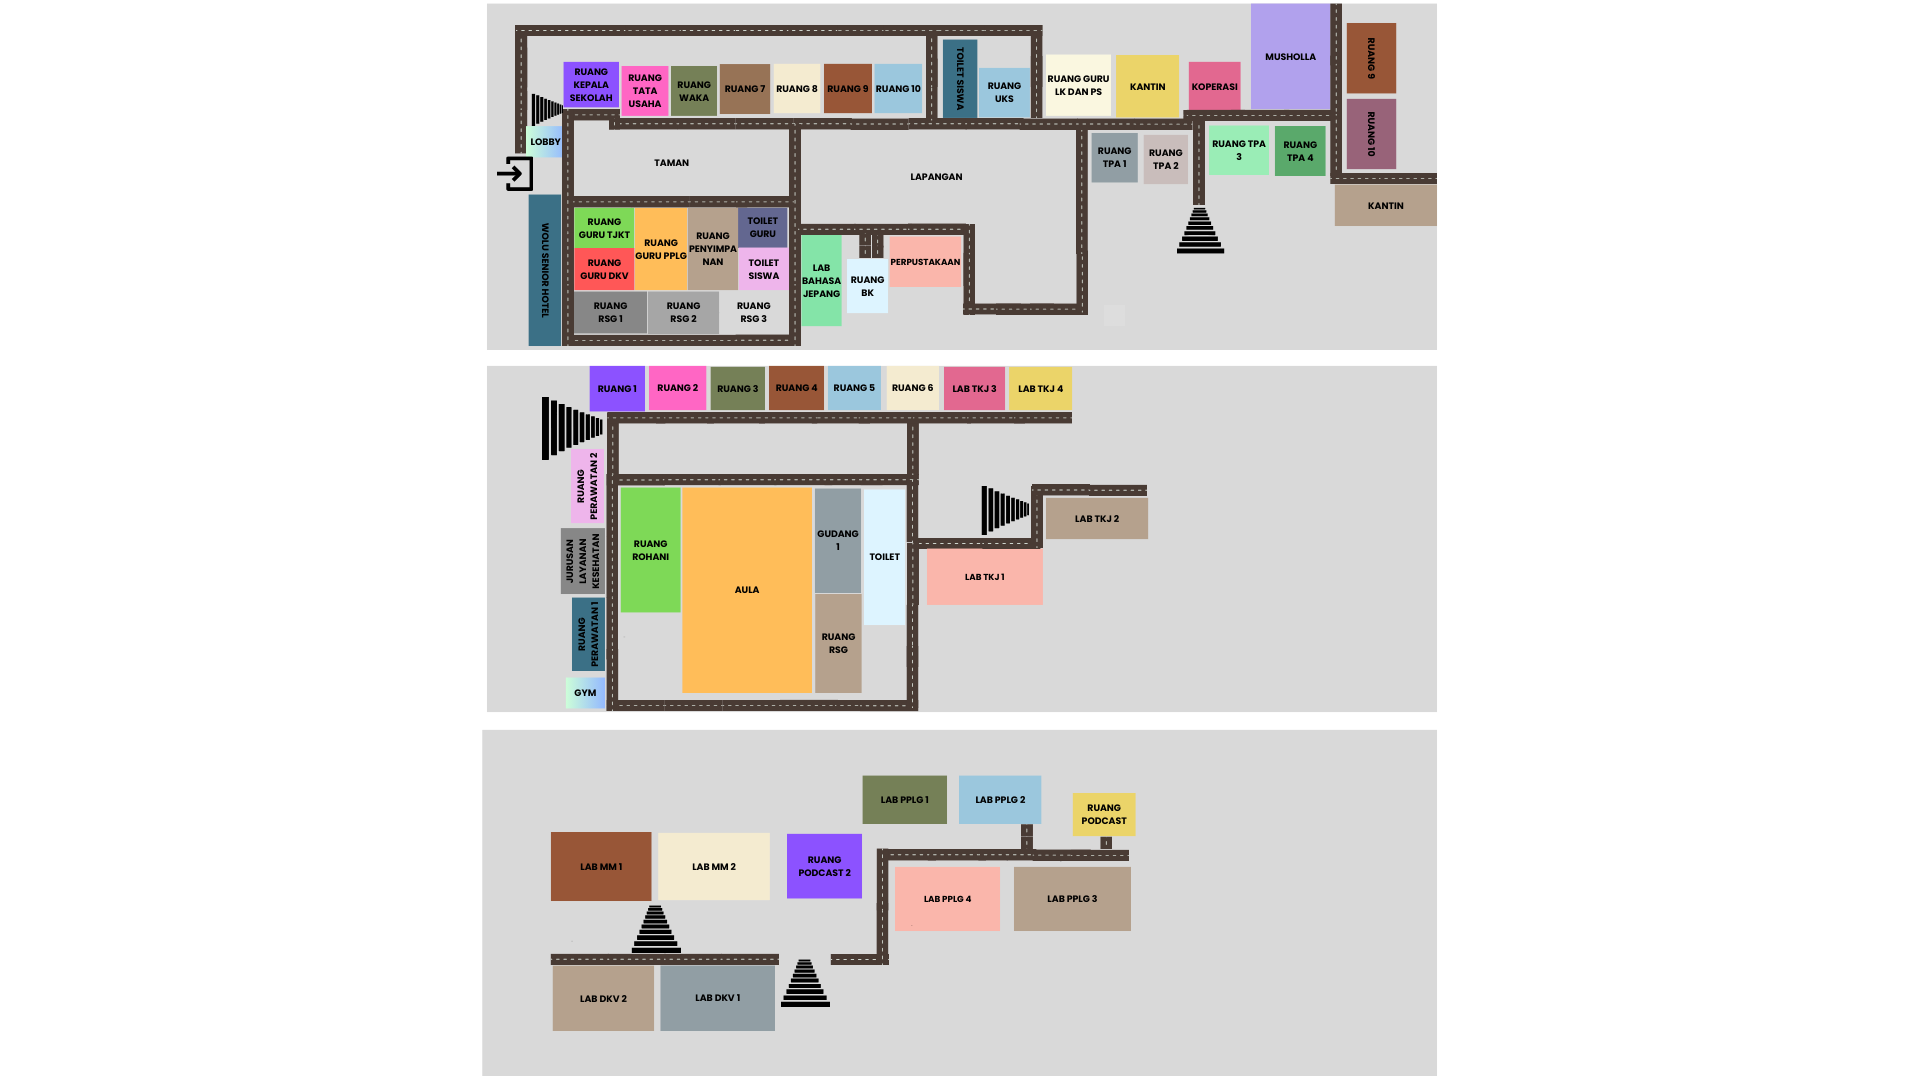 RUANG
KEPALA
SEKOLAH
RUANG
TATA
USAHA
RUANG
WAKA
RUANG 7
RUANG 8
RUANG 9
RUANG 10
TOILET SISWA
RUANG
UKS
RUANG GURU
LK DAN PS
KANTIN
KOPERASI
MUSHOLLA
RUANG 9
RUANG 10
LOBBY
TAMAN
LAPANGAN
RUANG
TPA 1
RUANG
TPA 2
RUANG TPA
3
RUANG
TPA 4
KANTIN
WOLU SENIOR HOTEL
RUANG
GURU TJKT
RUANG
GURU DKV
RUANG
GURU PPLG
RUANG
PENYIMPA
NAN
TOILET
GURU
TOILET
SISWA
RUANG
RSG 1
RUANG
RSG 2
RUANG
RSG 3
LAB
BAHASA
JEPANG
RUANG
BK
PERPUSTAKAAN
RUANG 1
RUANG 2
RUANG 3
RUANG 4
RUANG 5
RUANG 6
LAB TKJ 3
LAB TKJ 4
RUANG
PERAWATAN 2
JURUSAN
LAYANAN
KESEHATAN
RUANG
PERAWATAN 1
GYM
RUANG
ROHANI
AULA
GUDANG
1
RUANG
RSG
TOILET
LAB TKJ 1
LAB TKJ 2
LAB PPLG 1
LAB PPLG 2
RUANG
PODCAST
LAB MM 1
LAB MM 2
RUANG
PODCAST 2
LAB PPLG 4
LAB PPLG 3
LAB DKV 2
LAB DKV 1